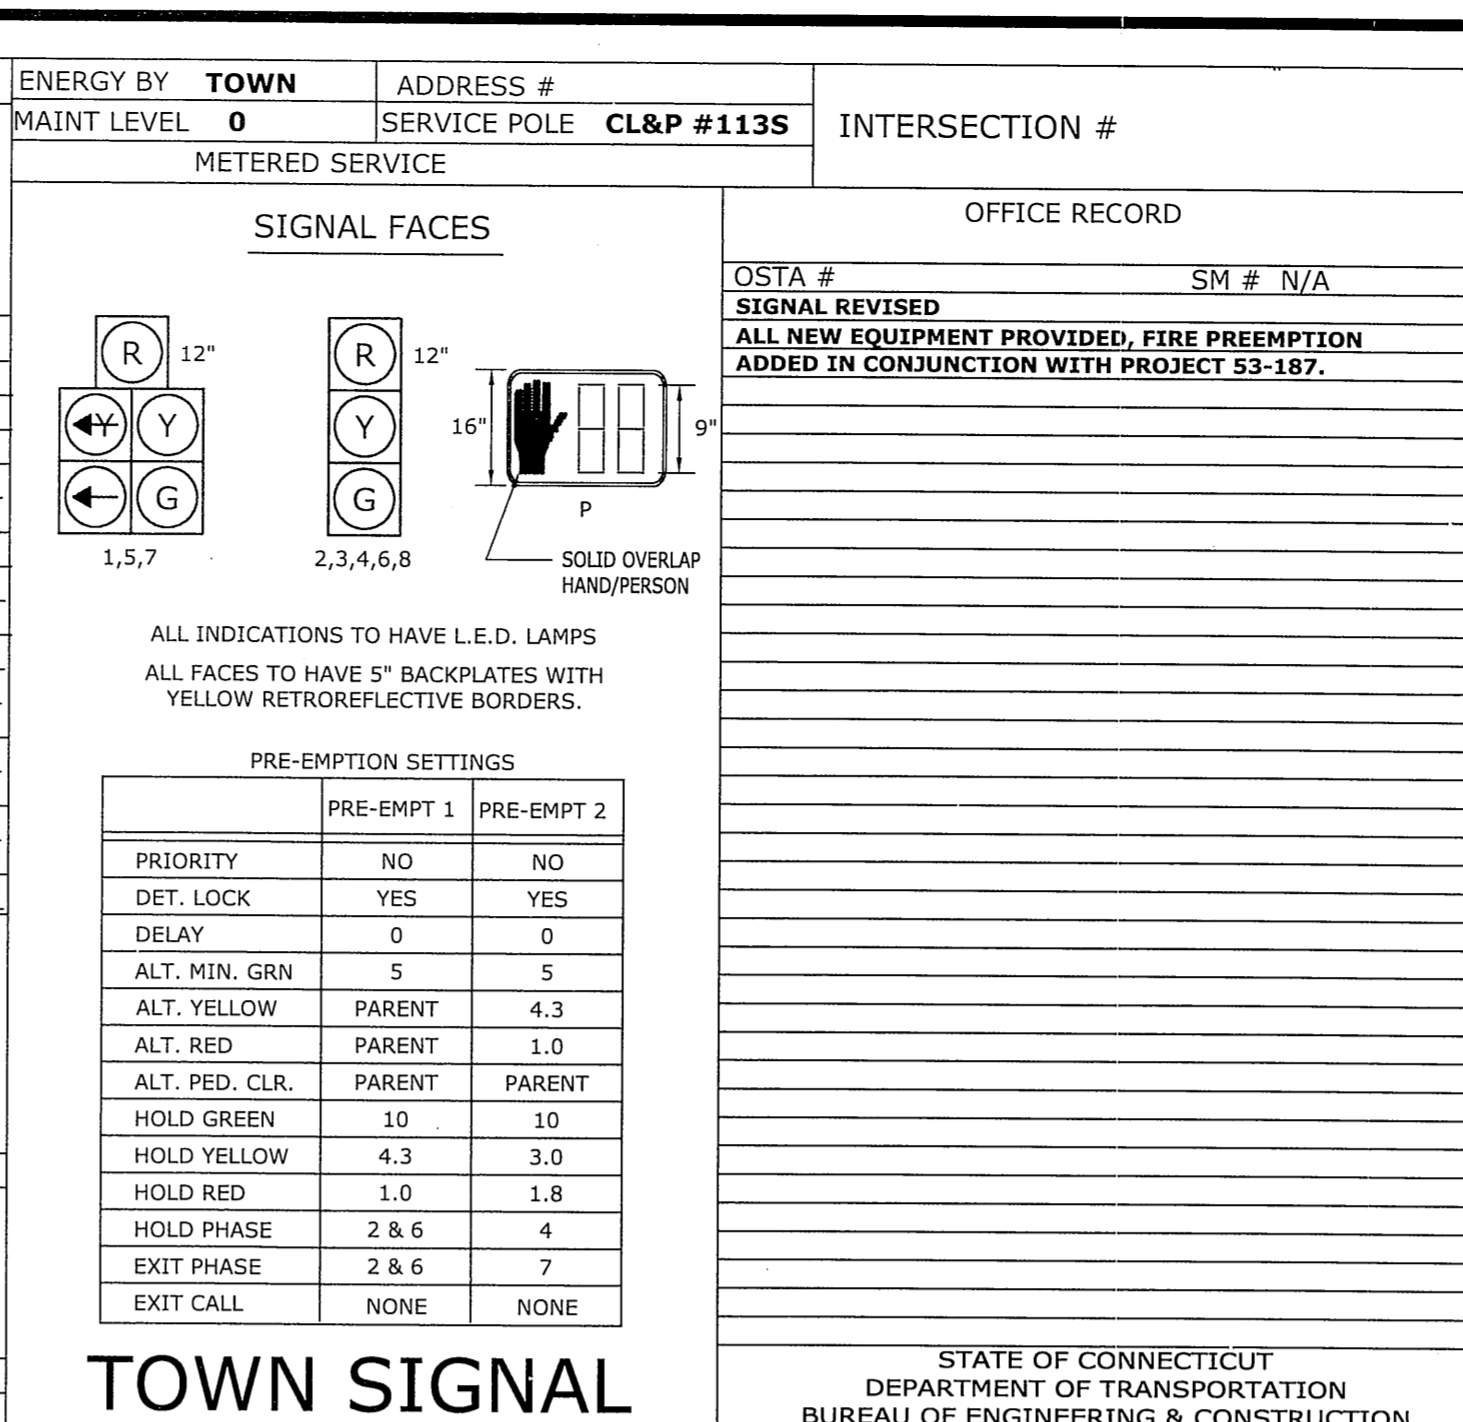 ENERGY BY TOWN
ADDRESS #
MAINT LEVEL 0
SERVICE POLE CL&P #113S
METERED SERVICE
INTERSECTION #
SIGNAL FACES
R 12"
Y Y
G
1,5,7
R 12"
Y
G
2,3,4,6,8
16"
9"
P
SOLID OVERLAP
HAND/PERSON
ALL INDICATIONS TO HAVE L.E.D. LAMPS
ALL FACES TO HAVE 5" BACKPLATES WITH
YELLOW RETROREFLECTIVE BORDERS.
PRE-EMPTION SETTINGS
PRE-EMPT 1 PRE-EMPT 2
PRIORITY NO NO
DET. LOCK YES YES
DELAY 0 0
ALT. MIN. GRN 5 5
ALT. YELLOW PARENT 4.3
ALT. RED PARENT 1.0
ALT. PED. CLR. PARENT PARENT
HOLD GREEN 10 10
HOLD YELLOW 4.3 3.0
HOLD RED 1.0 1.8
HOLD PHASE 2 & 6 4
EXIT PHASE 2 & 6 7
EXIT CALL NONE NONE
TOWN SIGNAL
OFFICE RECORD
OSTA # SM # N/A
SIGNAL REVISED
ALL NEW EQUIPMENT PROVIDED, FIRE PREEMPTION
ADDED IN CONJUNCTION WITH PROJECT 53-187.
STATE OF CONNECTICUT
DEPARTMENT OF TRANSPORTATION
BUREAU OF ENGINEERING & CONSTRUCTION